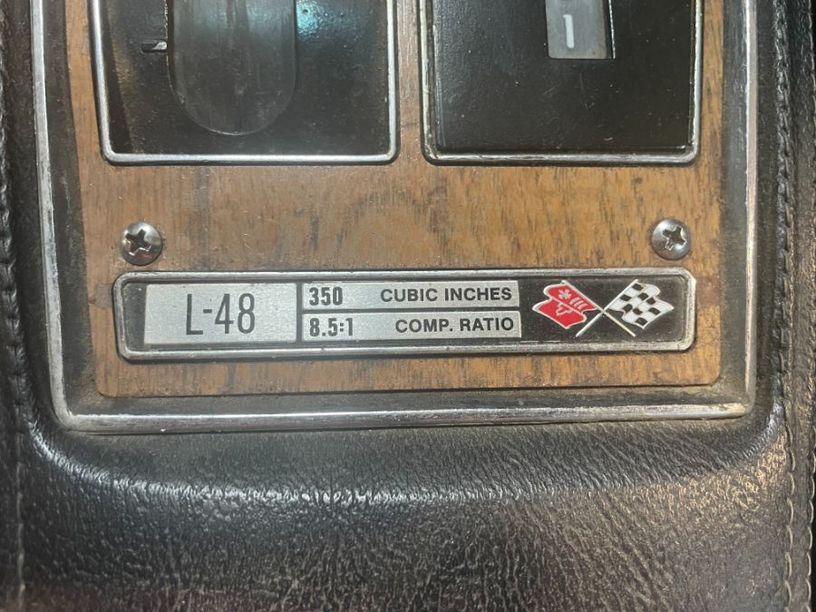 1
L-48
350 CUBIC INCHES
8.5:1 COMP. RATIO